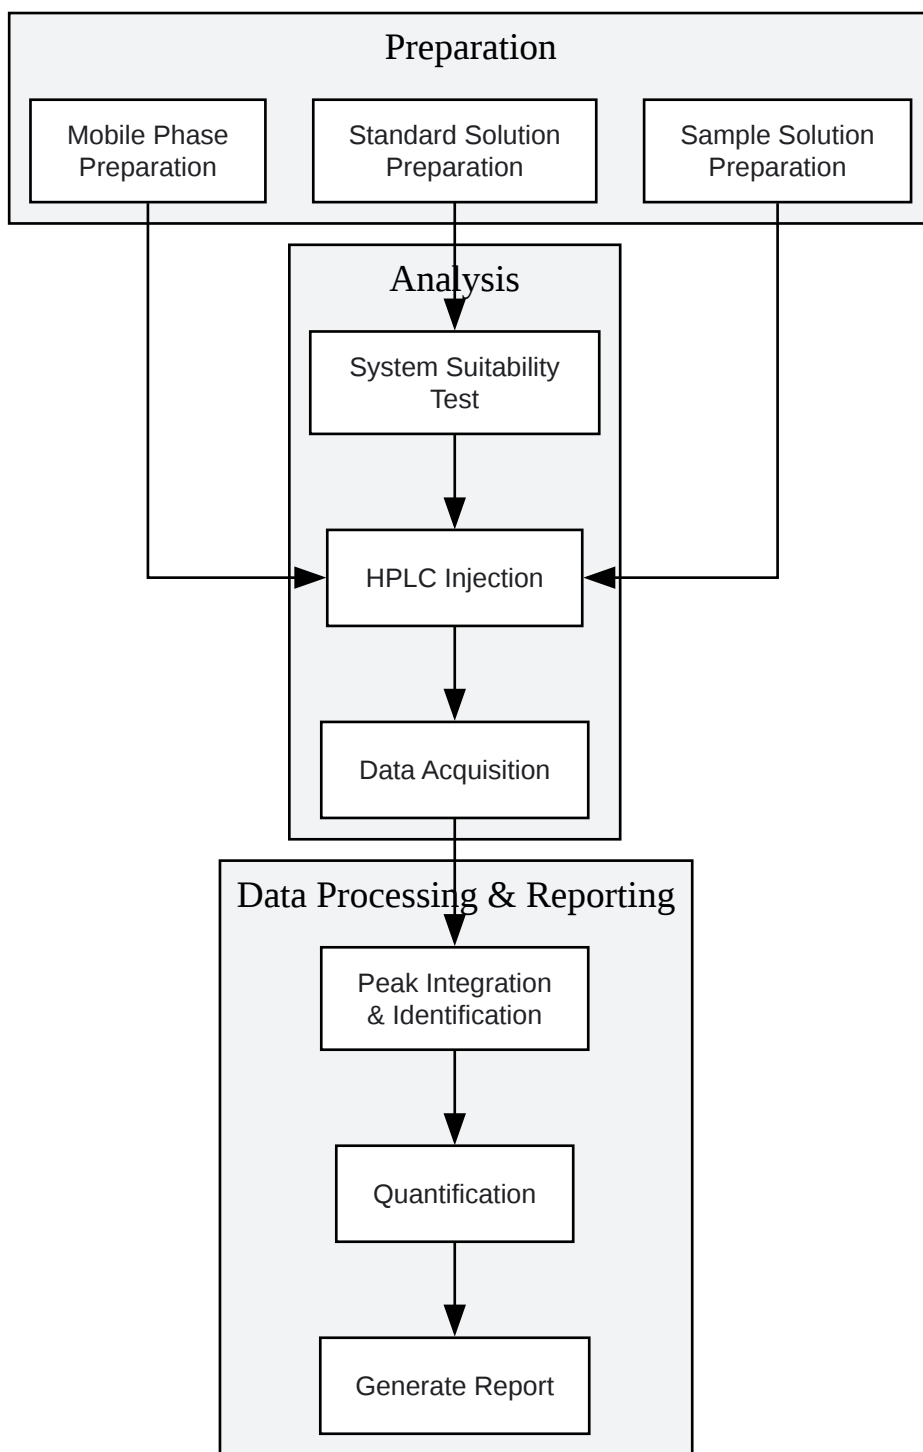 Preparation
Mobile Phase
Preparation
Standard Solution
Preparation
Sample Solution
Preparation
Analysis
System Suitability
Test
HPLC Injection
Data Acquisition
Data Processing & Reporting
Peak Integration
& Identification
Quantification
Generate Report